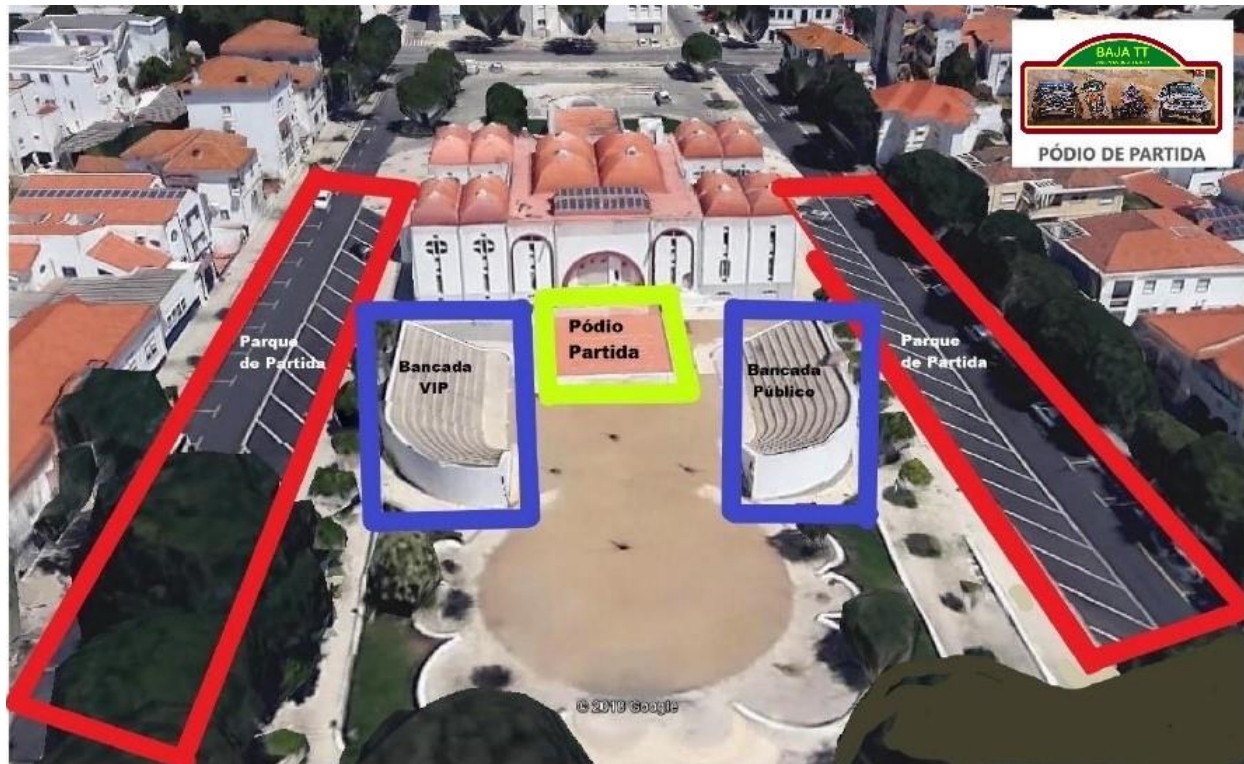 BAJA TT
PÓDIO DE PARTIDA
Pódio
Partida
Parque
de Partida
Bancada
VIP
Bancada
Público
Parque
de Partida
© 2018 Google